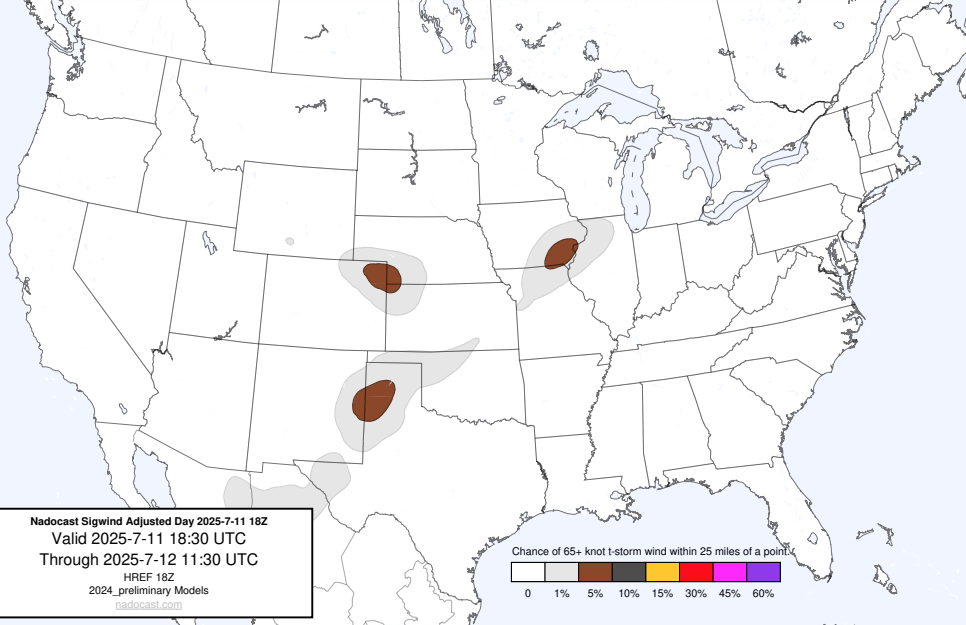 Nadocast Sigwind Adjusted Day 2025-7-11 18Z
Valid 2025-7-11 18:30 UTC
Through 2025-7-12 11:30 UTC
HREF 18Z
2024_preliminary Models
nadocast.com
Chance of 65+ knot t-storm wind within 25 miles of a point.
0 1% 5% 10% 15% 30% 45% 60%